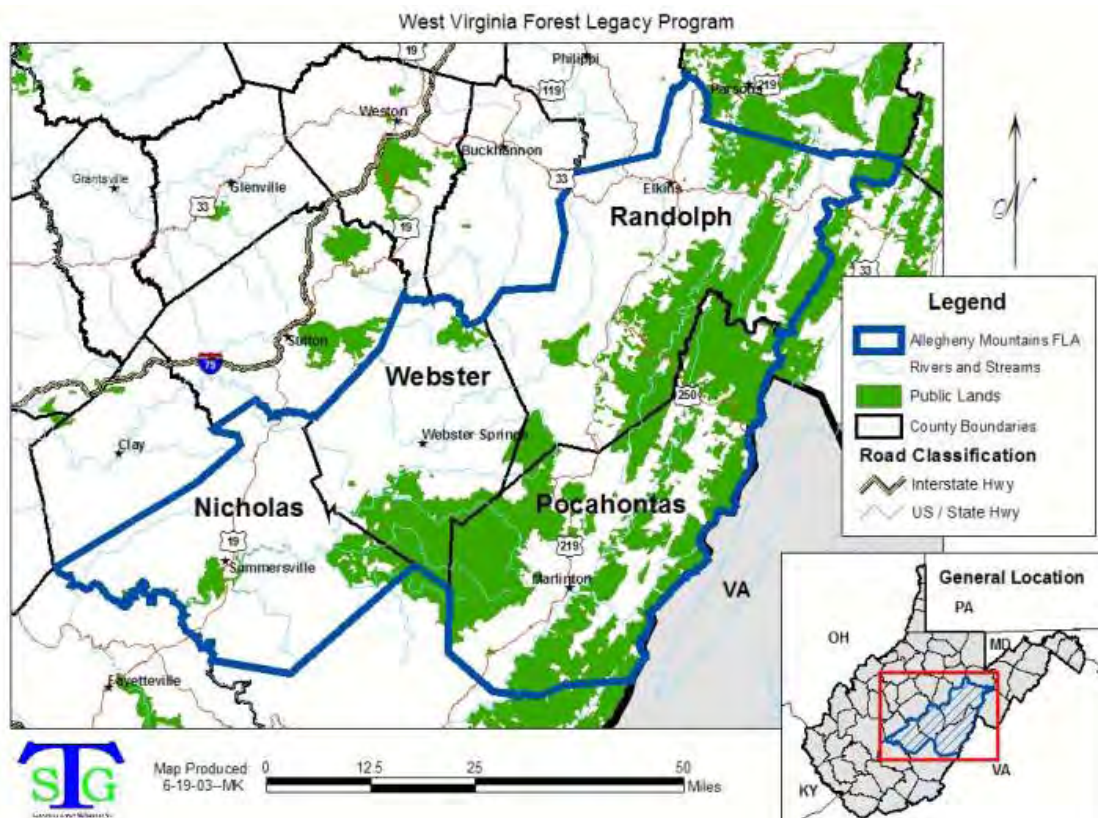 West Virginia Forest Legacy Program
19
Philippi
119
Parsons
219
Weston
Buckhannon
Grantsville
Glenville
33
33
Elkins
Randolph
19
33
Sutton
Webster
79
250
Webster Springs
Clay
Nicholas
Pocahontas
19
219
Summersville
Marlinton
VA
Fayetteville
Legend
Allegheny Mountains FLA
Rivers and Streams
Public Lands
County Boundaries
Road Classification
Interstate Hwy
US / State Hwy
General Location
PA
OH
MD
VA
KY
STG
Map Produced
6-19-03--MK
0 12.5 25 50
Miles